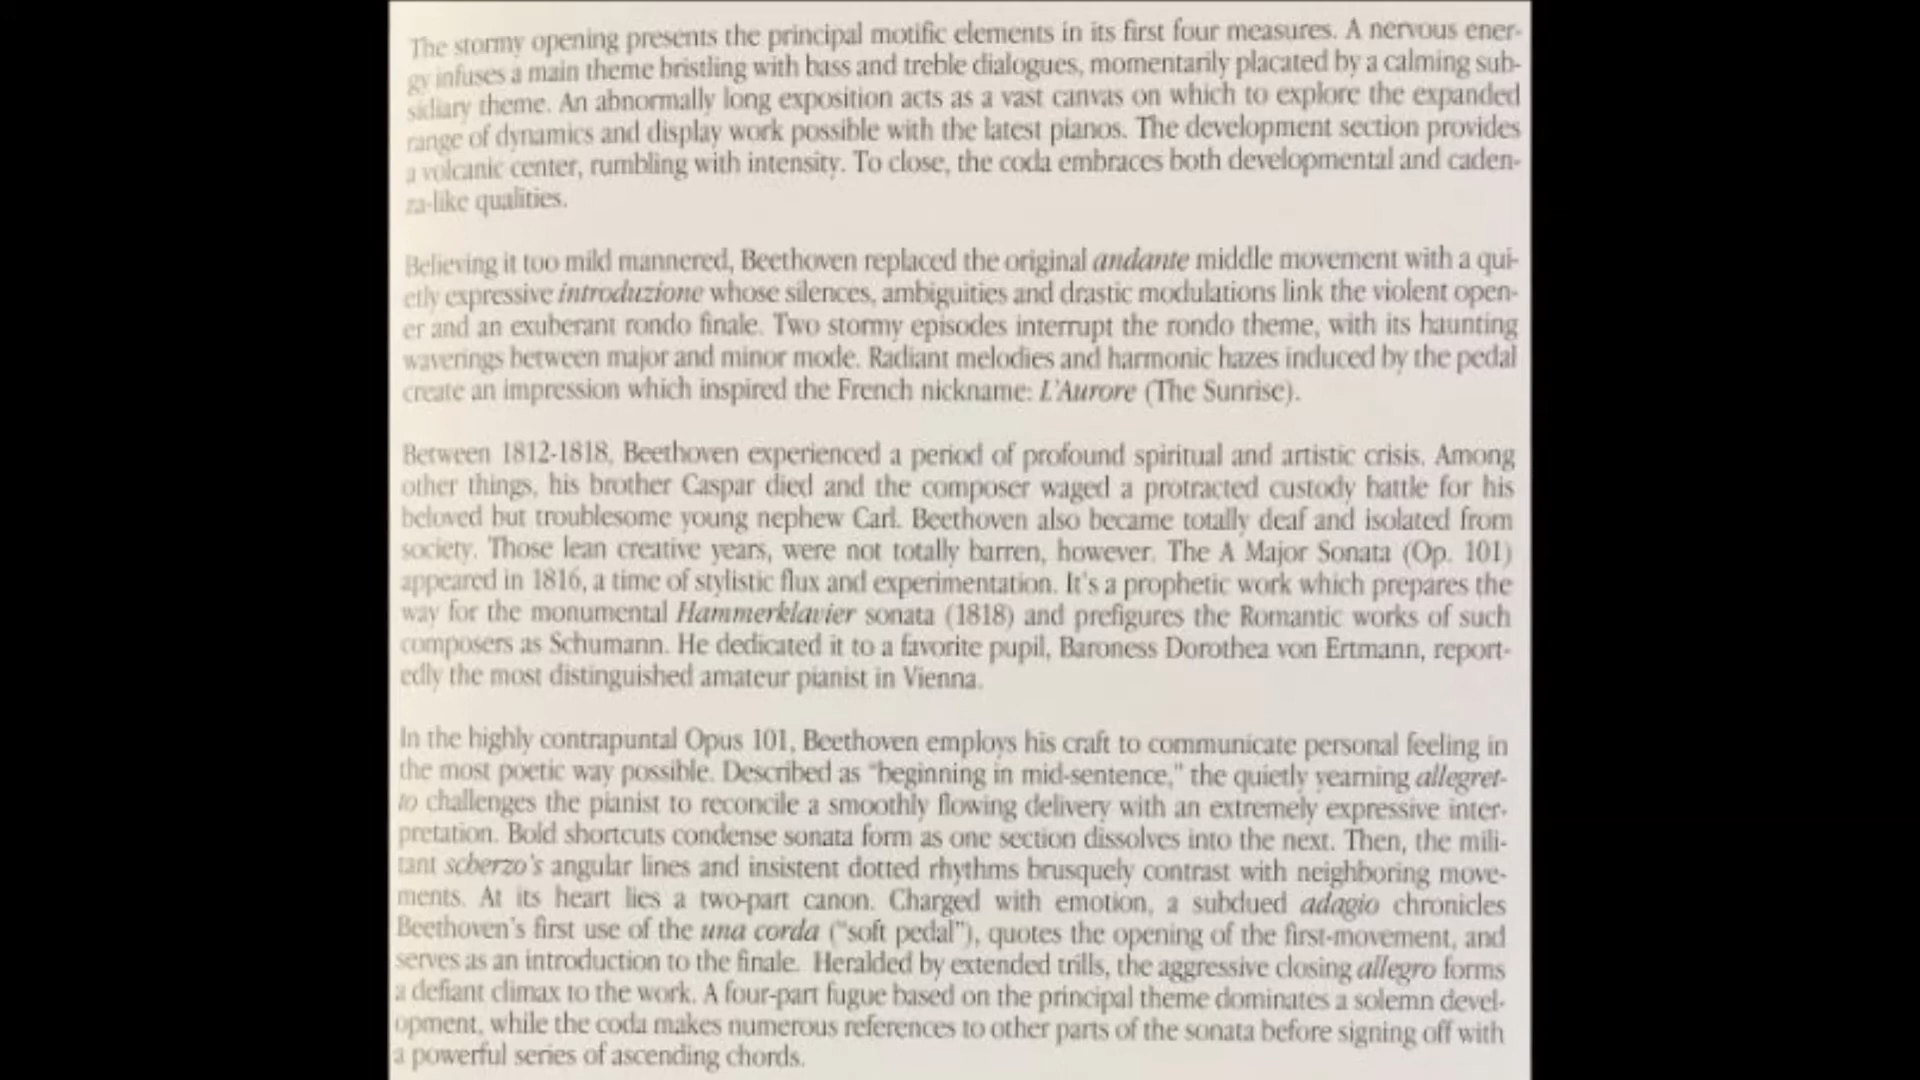 The stormy opening presents the principal motific elements in its first four measures. A nervous ener-
gy infuses a main theme bristling with bass and treble dialogues, momentarily placated by a calming sub-
sidiary theme. An abnormally long exposition acts as a vast canvas on which to explore the expanded
range of dynamics and display work possible with the latest pianos. The development section provides
a volcanic center, rumbling with intensity. To close, the coda embraces both developmental and caden-
za-like qualities.
Believing it too mild mannered, Beethoven replaced the original andante middle movement with a qui-
etly expressive introduzione whose silences, ambiguities and drastic modulations link the violent open-
er and an exuberant rondo finale. Two stormy episodes interrupt the rondo theme, with its haunting
waverings between major and minor mode. Radiant melodies and harmonic hazes induced by the pedal
create an impression which inspired the French nickname: L'Aurore (The Sunrise).
Between 1812-1818, Beethoven experienced a period of profound spiritual and artistic crisis. Among
other things, his brother Caspar died and the composer waged a protracted custody battle for his
beloved but troublesome young nephew Carl. Beethoven also became totally deaf and isolated from
society. Those lean creative years, were not totally barren, however. The A Major Sonata (Op. 101)
appeared in 1816, a time of stylistic flux and experimentation. It's a prophetic work which prepares the
way for the monumental Hammerklavier sonata (1818) and prefigures the Romantic works of such
composers as Schumann. He dedicated it to a favorite pupil, Baroness Dorothea von Ertmann, report-
edly the most distinguished amateur pianist in Vienna.
In the highly contrapuntal Opus 101, Beethoven employs his craft to communicate personal feeling in
the most poetic way possible. Described as "beginning in mid-sentence," the quietly yearning allegret-
to challenges the pianist to reconcile a smoothly flowing delivery with an extremely expressive inter-
pretation. Bold shortcuts condense sonata form as one section dissolves into the next. Then, the mili-
tant scherzo's angular lines and insistent dotted rhythms brusquely contrast with neighboring move-
ments. At its heart lies a two-part canon. Charged with emotion, a subdued adagio chronicles
Beethoven's first use of the una corda ("soft pedal"), quotes the opening of the first-movement, and
serves as an introduction to the finale. Heralded by extended trills, the aggressive closing allegro forms
a defiant climax to the work. A four-part fugue based on the principal theme dominates a solemn devel-
opment, while the coda makes numerous references to other parts of the sonata before signing off with
a powerful series of ascending chords.